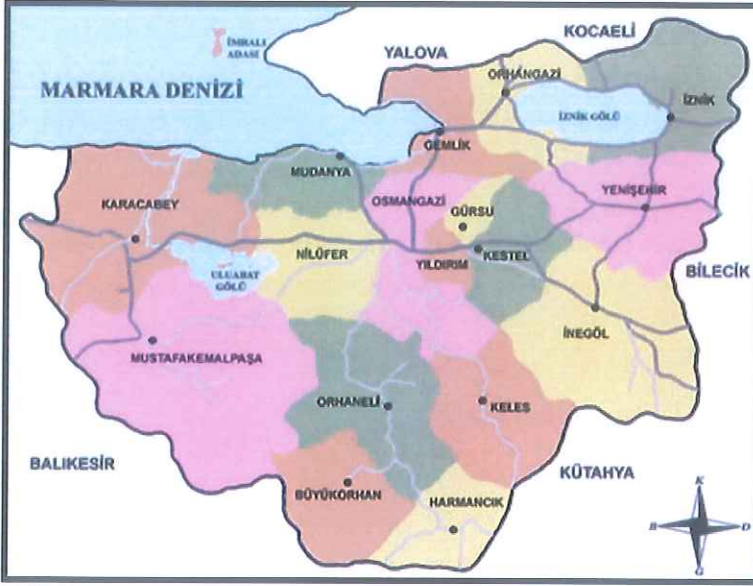 KOCAELİ
İMRALI
ADASI
YALOVA
ORHANGAZİ
MARMARA DENİZİ
İZNİK
İZNİK GÖLÜ
GEMLİK
MUDANYA
OSMANGAZİ
YENİŞEHİR
KARACABEY
GÜRSU
NİLÜFER
KESTEL
YILDIRIM
ULUABAT
GÖLÜ
BİLECİK
İNEGÖL
MUSTAFAKEMALPAŞA
ORHANELİ
KELES
BALIKESİR
KÜTAHYA
BÜYÜKORHAN
HARMANCIK
K
B
D
G